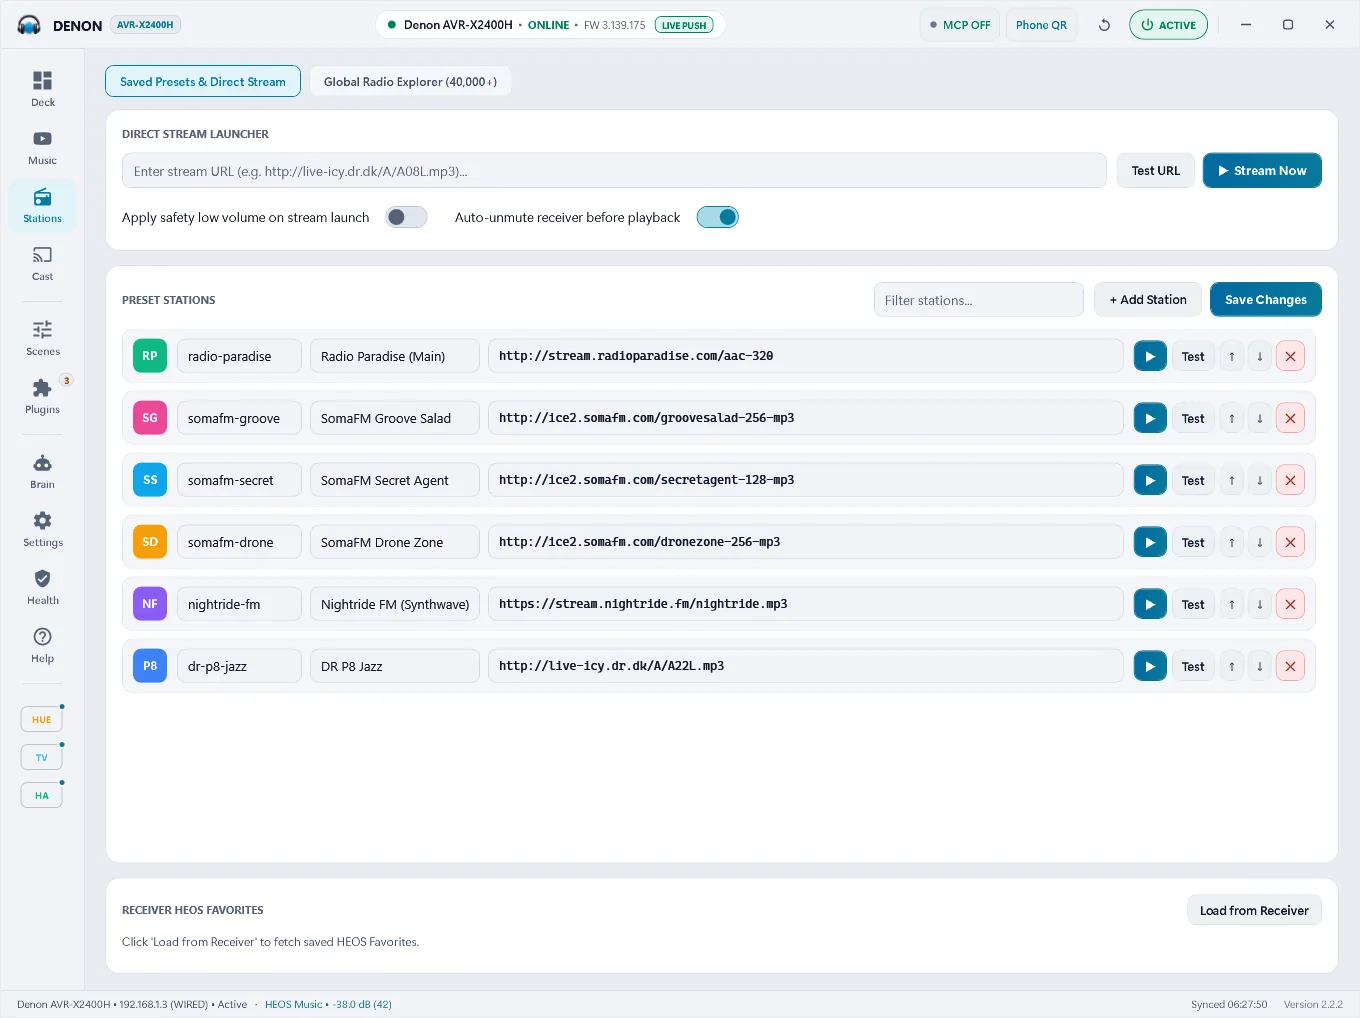 DENON AVR-X2400H
Denon AVR-X2400H • ONLINE • FW 3.139.175 LIVE PUSH
MCP OFF
Phone QR
ACTIVE
Deck
Music
Stations
Cast
Scenes
3
Plugins
Brain
Settings
Health
Help
HUE
TV
HA
Saved Presets & Direct Stream
Global Radio Explorer (40,000+)
DIRECT STREAM LAUNCHER
Enter stream URL (e.g. http://live-icy.dr.dk/A/A08L.mp3)...
Test URL
▶ Stream Now
Apply safety low volume on stream launch
Auto-unmute receiver before playback
PRESET STATIONS
Filter stations...
+ Add Station
Save Changes
RP radio-paradise Radio Paradise (Main) http://stream.radioparadise.com/aac-320 ▶ Test ↑ ↓ ✕
SG somafm-groove SomaFM Groove Salad http://ice2.somafm.com/groovesalad-256-mp3 ▶ Test ↑ ↓ ✕
SS somafm-secret SomaFM Secret Agent http://ice2.somafm.com/secretagent-128-mp3 ▶ Test ↑ ↓ ✕
SD somafm-drone SomaFM Drone Zone http://ice2.somafm.com/dronezone-256-mp3 ▶ Test ↑ ↓ ✕
NF nightride-fm Nightride FM (Synthwave) https://stream.nightride.fm/nightride.mp3 ▶ Test ↑ ↓ ✕
P8 dr-p8-jazz DR P8 Jazz http://live-icy.dr.dk/A/A22L.mp3 ▶ Test ↑ ↓ ✕
RECEIVER HEOS FAVORITES
Load from Receiver
Click 'Load from Receiver' to fetch saved HEOS Favorites.
Denon AVR-X2400H • 192.168.1.3 (WIRED) • Active · HEOS Music • -38.0 dB (42)
Synced 06:27:50 Version 2.2.2